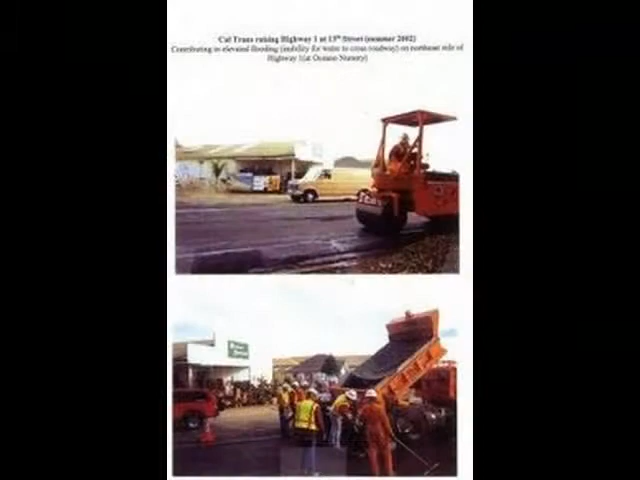 Cal Trans raising Highway 1 at 13th Street (summer 2002)
Contributing to elevated flooding (inability for water to cross roadway) on northeast side of
Highway 1(at Oceano Nursery)